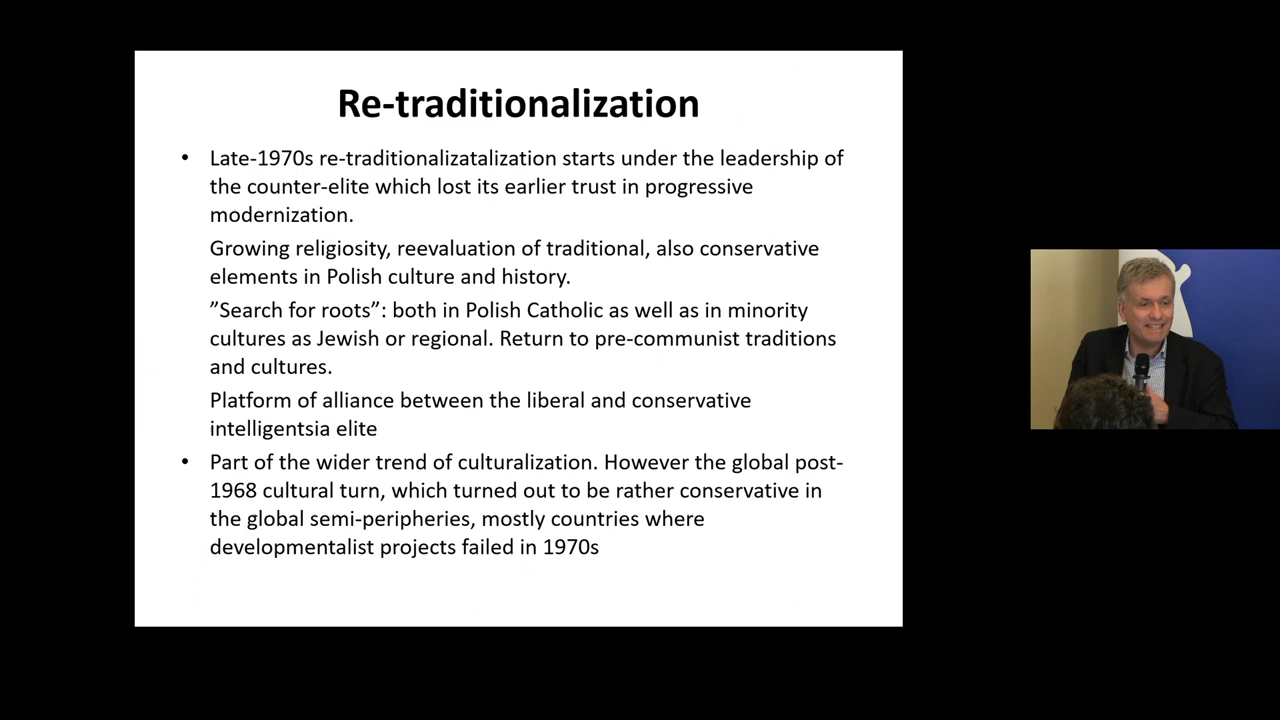 Re-traditionalization
• Late-1970s re-traditionalizatalization starts under the leadership of
the counter-elite which lost its earlier trust in progressive
modernization.
Growing religiosity, reevaluation of traditional, also conservative
elements in Polish culture and history.
”Search for roots”: both in Polish Catholic as well as in minority
cultures as Jewish or regional. Return to pre-communist traditions
and cultures.
Platform of alliance between the liberal and conservative
intelligentsia elite
• Part of the wider trend of culturalization. However the global post-
1968 cultural turn, which turned out to be rather conservative in
the global semi-peripheries, mostly countries where
developmentalist projects failed in 1970s